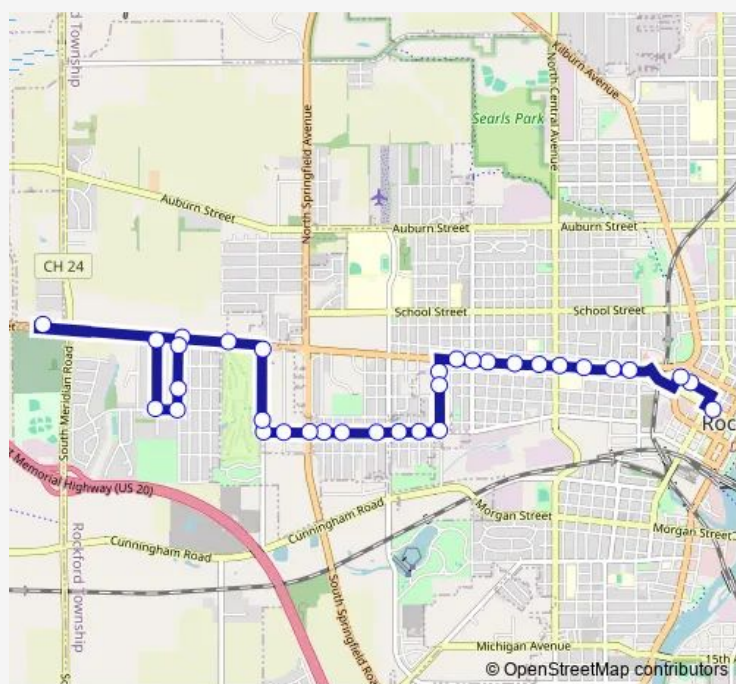 d Township
Kilburn Avenue
North Central Avenue
North Springfield Avenue
Searls Park
Auburn Street
Auburn Street
Auburn Street
CH 24
School Street
School Street
South Meridian Road
Roc
Memorial Highway (US 20)
Morgan Street
Cunningham Road
Morgan Street
Cunningham Road
Rockford Township
South Springfield Road
Michigan Avenue
15th A
© OpenStreetMap contributors